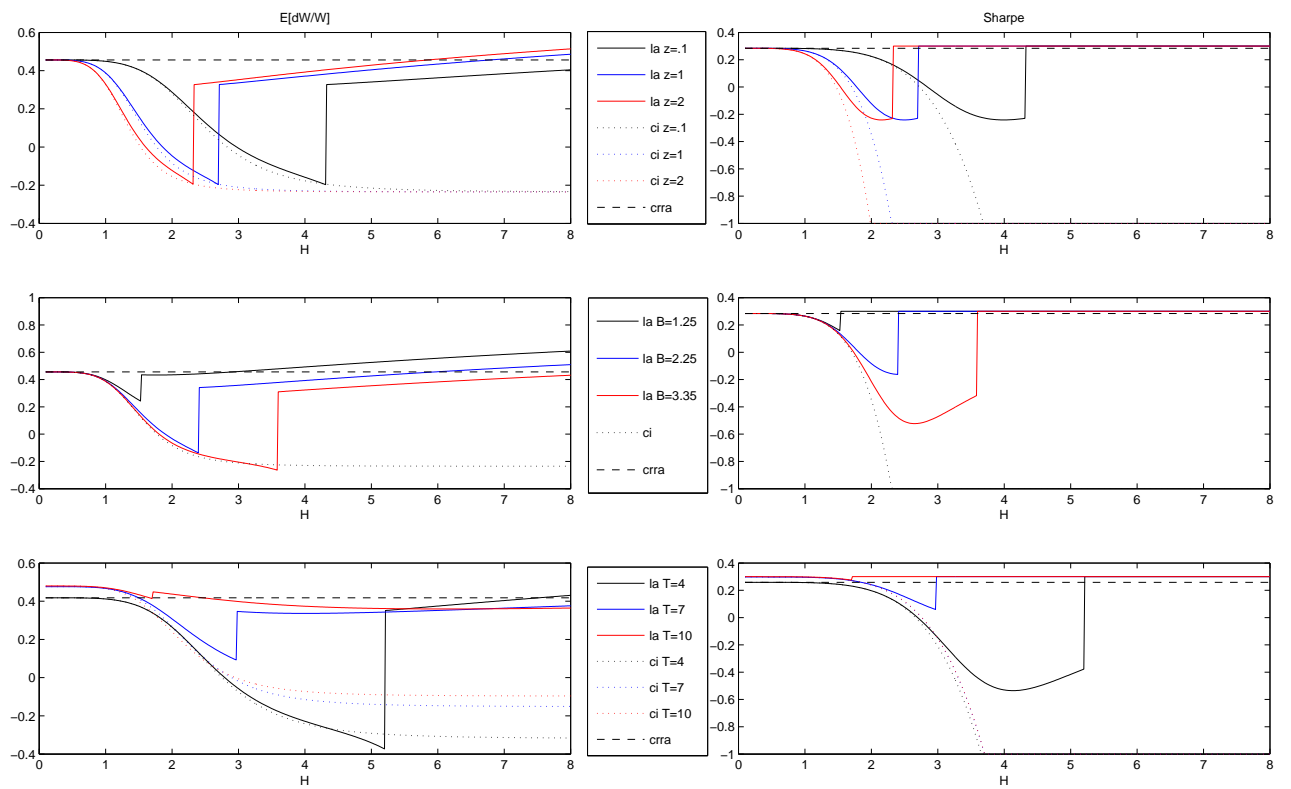 E[dW/W]
0.6
0.4
0.2
0
−0.2
−0.4
0 1 2 3 4 5 6 7 8
H
la z=.1
la z=1
la z=2
ci z=.1
ci z=1
ci z=2
crra
Sharpe
0.4
0.2
0
−0.2
−0.4
−0.6
−0.8
−1
0 1 2 3 4 5 6 7 8
H
1
0.8
0.6
0.4
0.2
0
−0.2
−0.4
0 1 2 3 4 5 6 7 8
H
la B=1.25
la B=2.25
la B=3.35
ci
crra
0.4
0.2
0
−0.2
−0.4
−0.6
−0.8
−1
0 1 2 3 4 5 6 7 8
H
0.6
0.4
0.2
0
−0.2
−0.4
0 1 2 3 4 5 6 7 8
H
la T=4
la T=7
la T=10
ci T=4
ci T=7
ci T=10
crra
0.4
0.2
0
−0.2
−0.4
−0.6
−0.8
−1
0 1 2 3 4 5 6 7 8
H